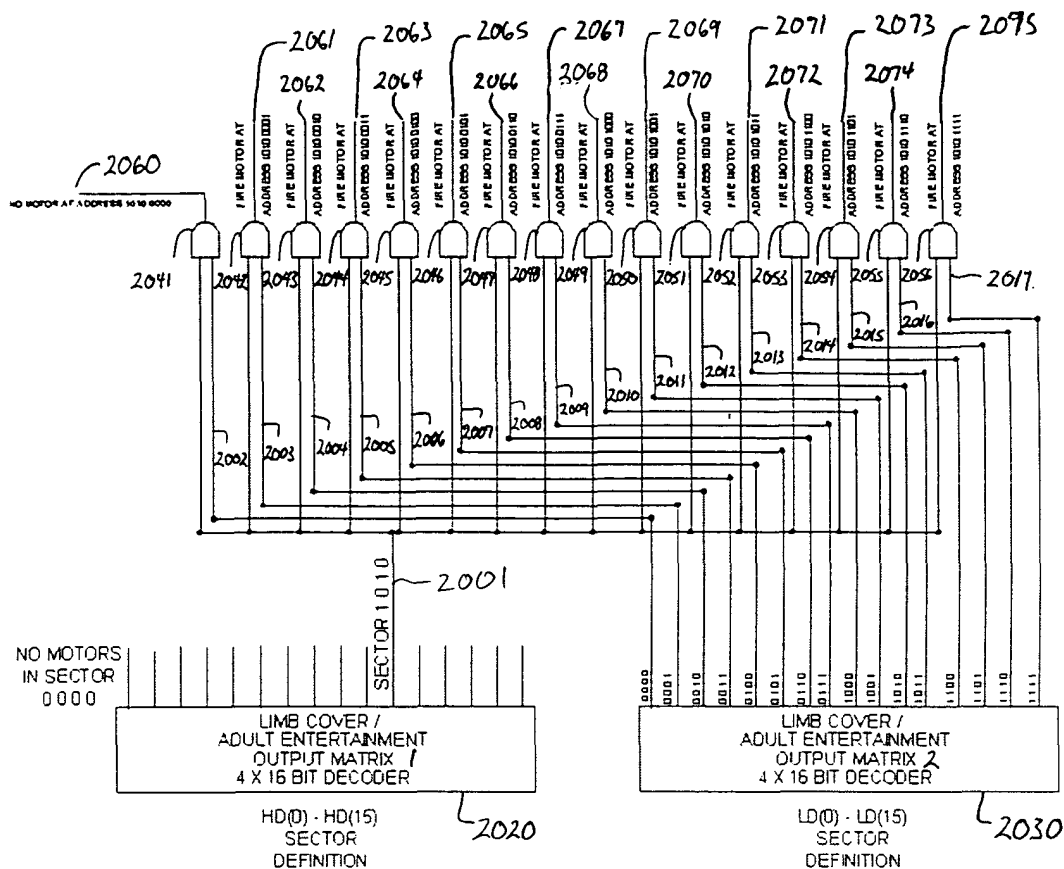 2061 2063 2065 2067 2069 2071 2073 2075
2062 2064 2066 2068 2070 2072 2074
2060
NO MOTOR AT ADDRESS 1010 0000
FIRE MOTOR AT
ADDRESS 1010 0001
FIRE MOTOR AT
ADDRESS 1010 0010
FIRE MOTOR AT
ADDRESS 1010 0011
FIRE MOTOR AT
ADDRESS 1010 0100
FIRE MOTOR AT
ADDRESS 1010 0101
FIRE MOTOR AT
ADDRESS 1010 0110
FIRE MOTOR AT
ADDRESS 1010 0111
FIRE MOTOR AT
ADDRESS 1010 1000
FIRE MOTOR AT
ADDRESS 1010 1001
FIRE MOTOR AT
ADDRESS 1010 1010
FIRE MOTOR AT
ADDRESS 1010 1011
FIRE MOTOR AT
ADDRESS 1010 1100
FIRE MOTOR AT
ADDRESS 1010 1101
FIRE MOTOR AT
ADDRESS 1010 1110
FIRE MOTOR AT
ADDRESS 1010 1111
2041 2042 2043 2044 2045 2046 2047 2048 2049 2050 2051 2052 2053 2054 2055 2056
2017
2002 2003 2004 2005 2006 2007 2008 2009 2010 2011 2012 2013 2014 2015 2016
SECTOR 1010
2001
NO MOTORS
IN SECTOR
0000
0000 0001 0010 0011 0100 0101 0110 0111 1000 1001 1010 1011 1100 1101 1110 1111
LIMB COVER /
ADULT ENTERTAINMENT
OUTPUT MATRIX 1
4 X 16 BIT DECODER
2020
HD(0) - HD(15)
SECTOR
DEFINITION
LIMB COVER /
ADULT ENTERTAINMENT
OUTPUT MATRIX 2
4 X 16 BIT DECODER
2030
LD(0) - LD(15)
SECTOR
DEFINITION